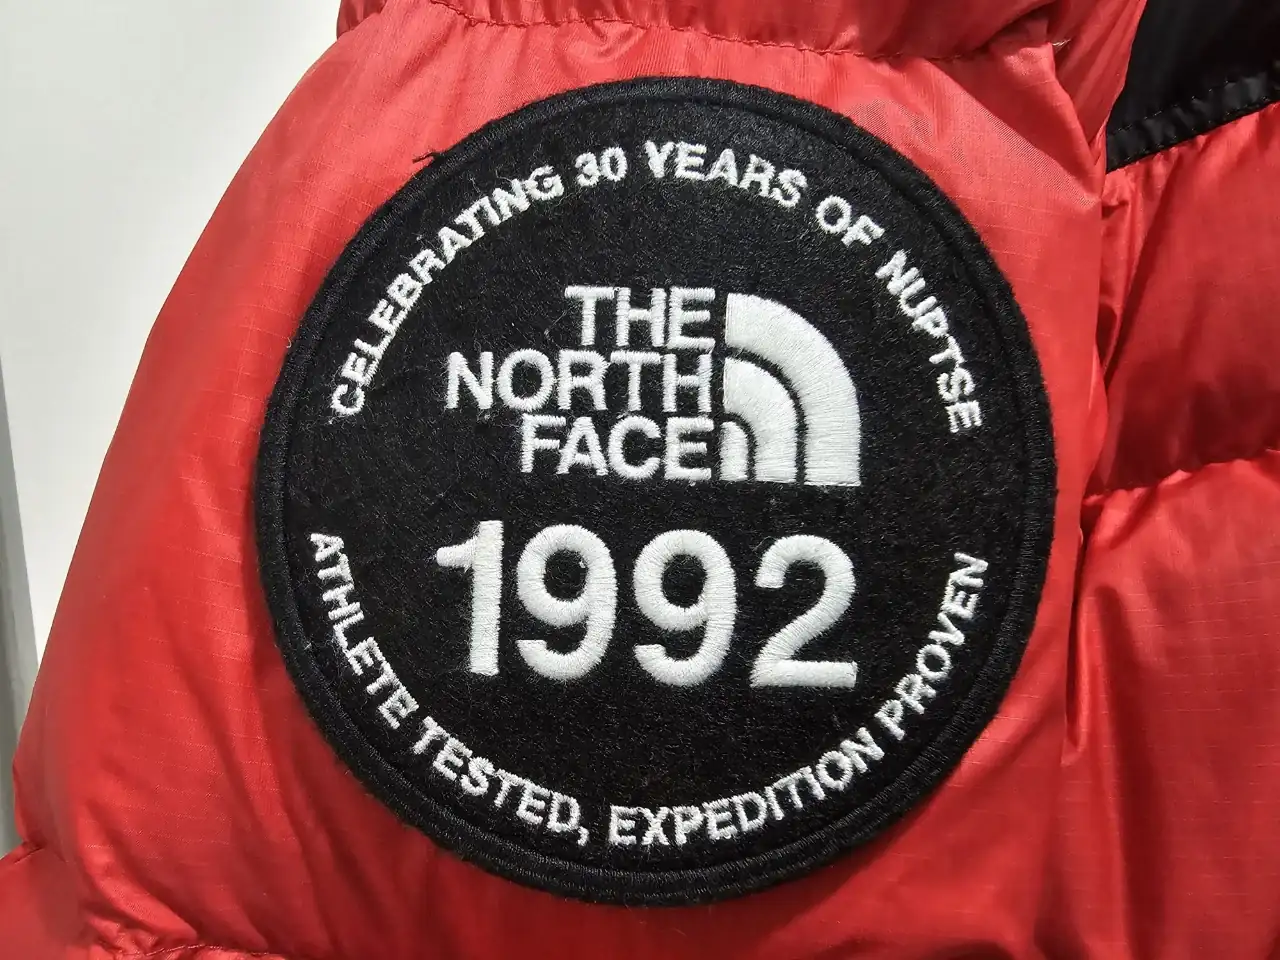 CELEBRATING 30 YEARS OF NUPTSE
THE
NORTH
FACE
1992
ATHLETE TESTED, EXPEDITION PROVEN